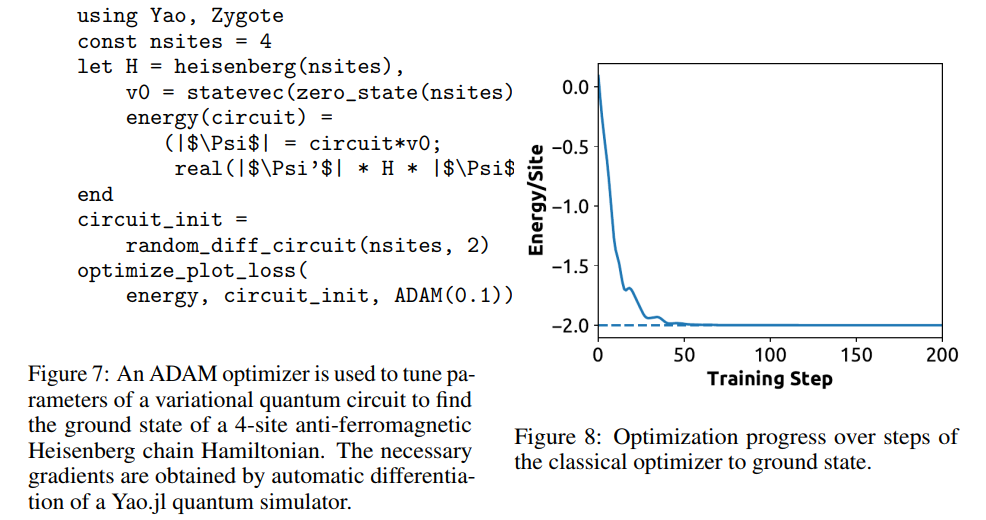 using Yao, Zygote
const nsites = 4
let H = heisenberg(nsites),
v0 = statevec(zero_state(nsites)
energy(circuit) =
(|$\Psi$| = circuit*v0;
real(|$\Psi’$| * H * |$\Psi$
end
circuit_init =
random_diff_circuit(nsites, 2)
optimize_plot_loss(
energy, circuit_init, ADAM(0.1))
Figure 7: An ADAM optimizer is used to tune pa-
rameters of a variational quantum circuit to find
the ground state of a 4-site anti-ferromagnetic
Heisenberg chain Hamiltonian. The necessary
gradients are obtained by automatic differentia-
tion of a Yao.jl quantum simulator.
Energy/Site
0.0
−0.5
−1.0
−1.5
−2.0
0 50 100 150 200
Training Step
Figure 8: Optimization progress over steps of
the classical optimizer to ground state.